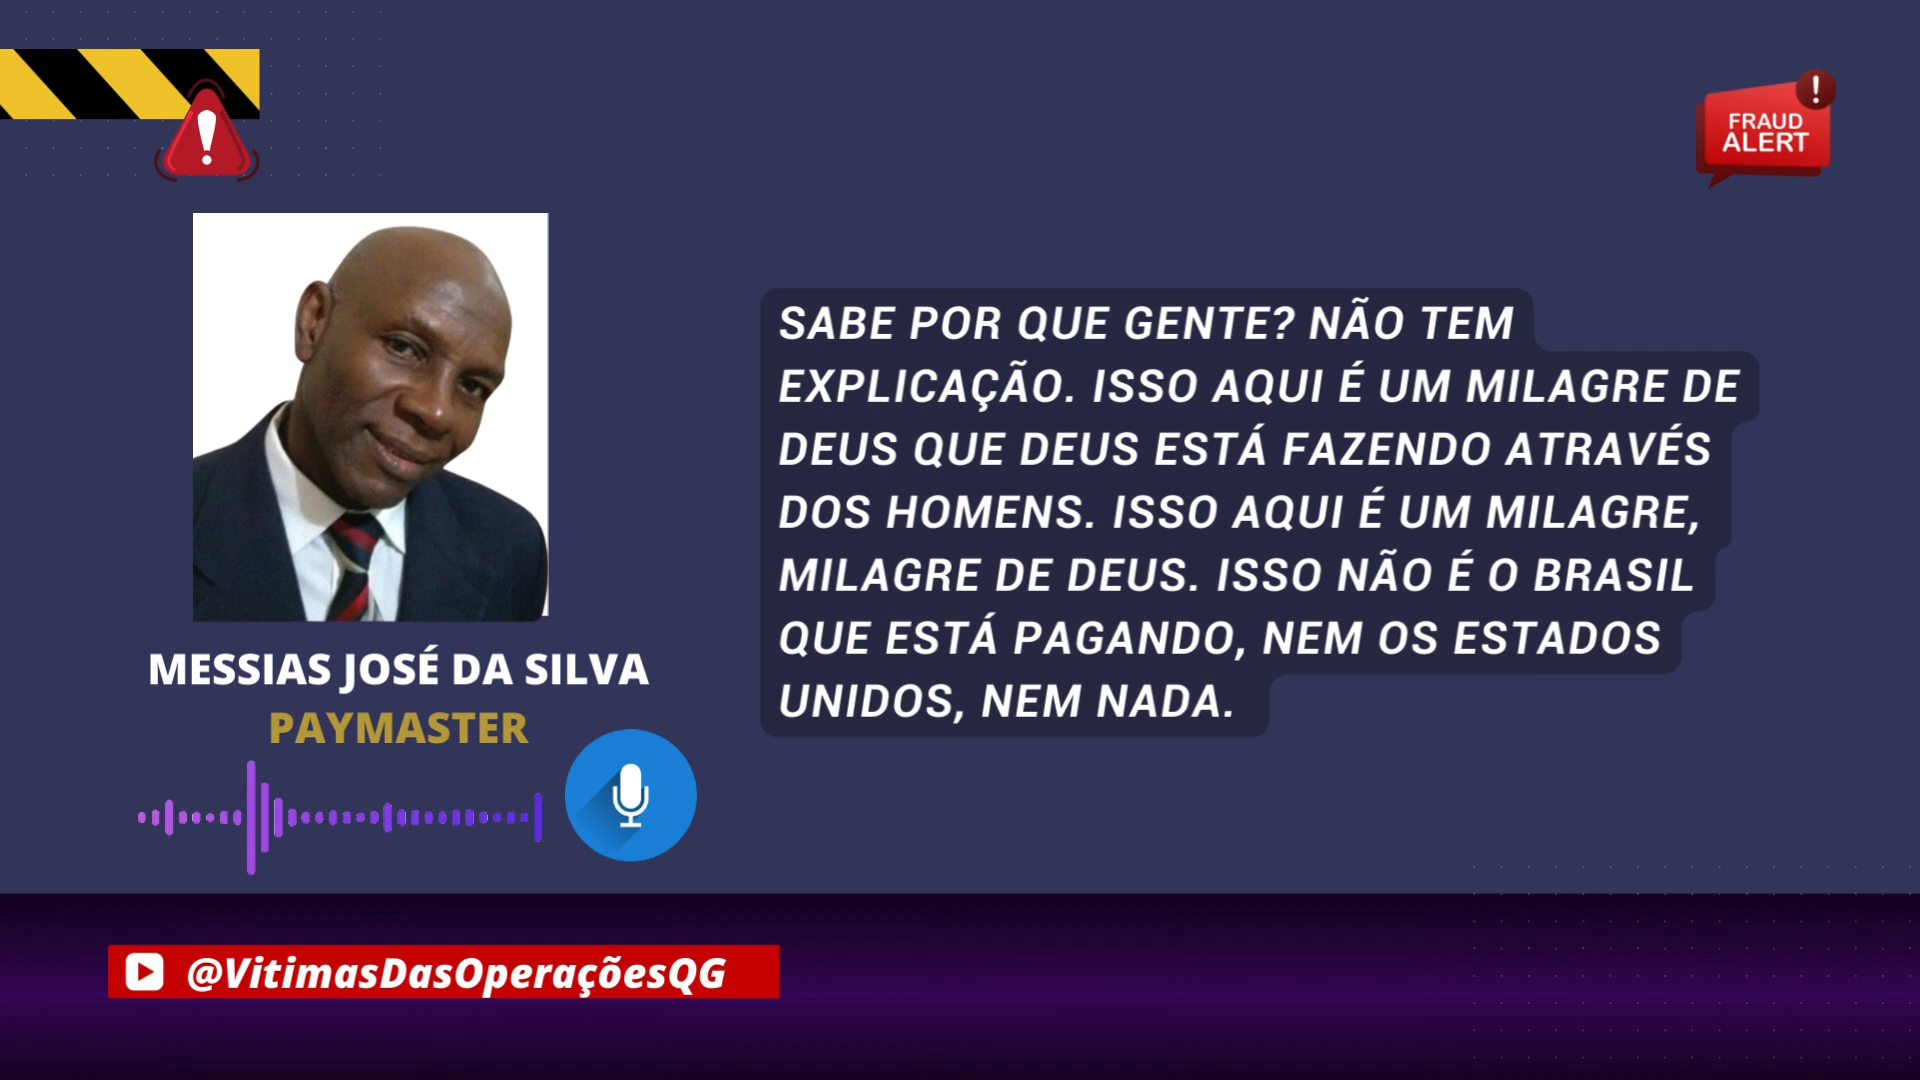 FRAUD
ALERT
SABE POR QUE GENTE? NÃO TEM
EXPLICAÇÃO. ISSO AQUI É UM MILAGRE DE
DEUS QUE DEUS ESTÁ FAZENDO ATRAVÉS
DOS HOMENS. ISSO AQUI É UM MILAGRE,
MILAGRE DE DEUS. ISSO NÃO É O BRASIL
QUE ESTÁ PAGANDO, NEM OS ESTADOS
UNIDOS, NEM NADA.
MESSIAS JOSÉ DA SILVA
PAYMASTER
@VitimasDasOperaçõesQG